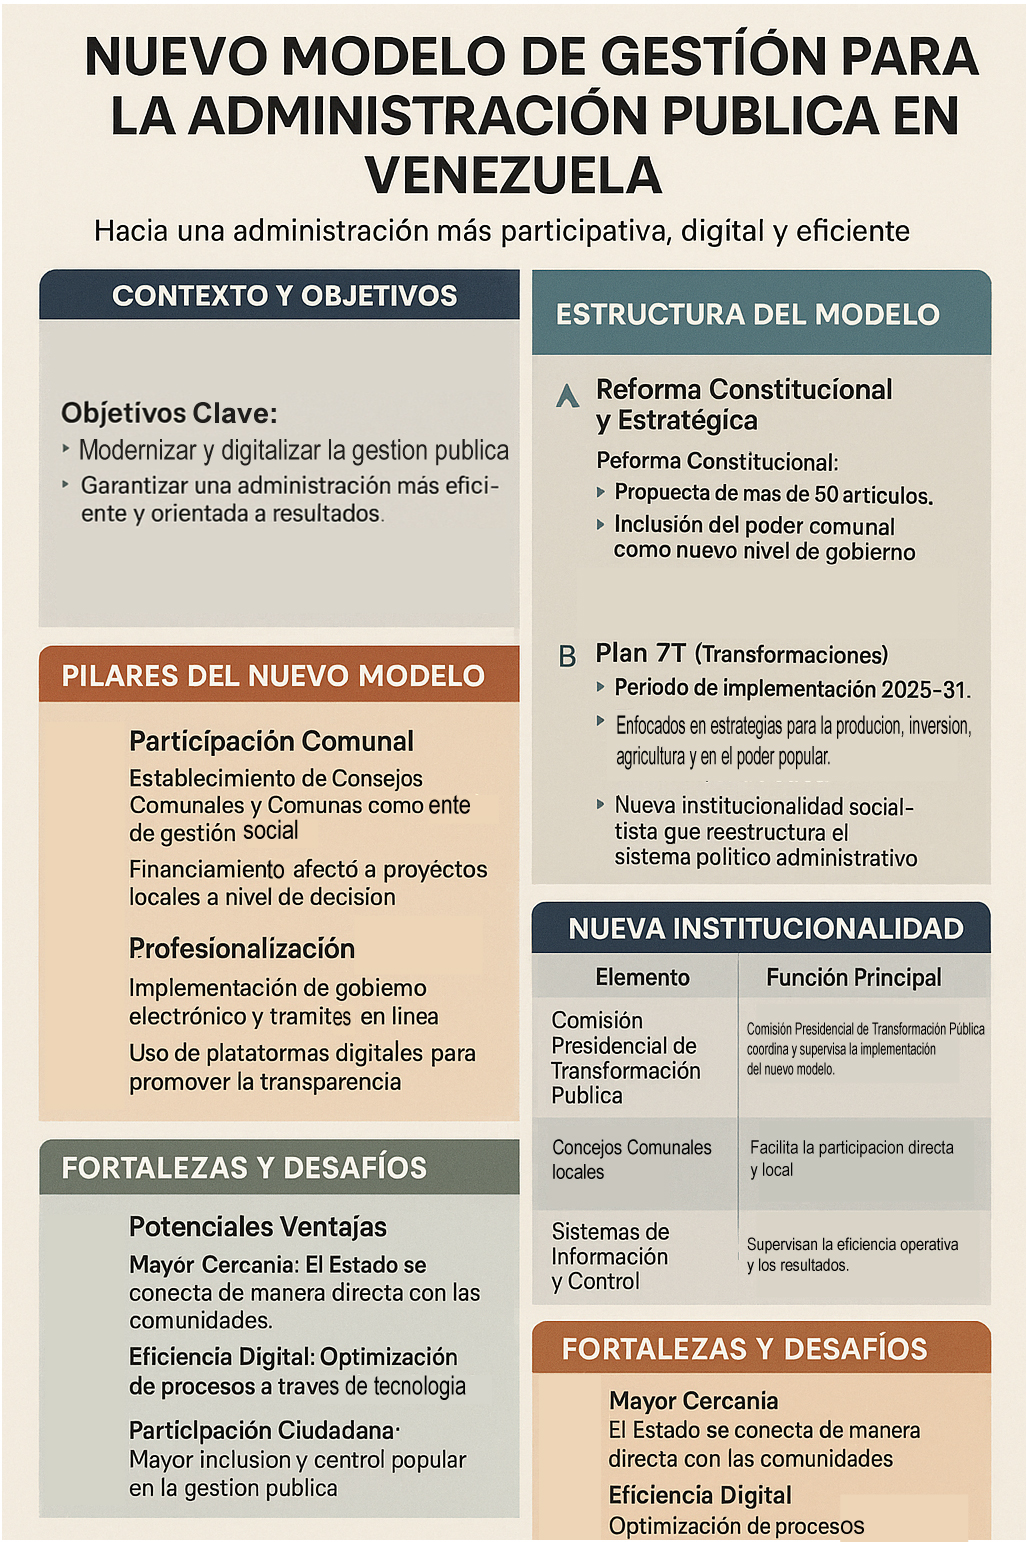 NUEVO MODELO DE GESTÍÓN PARA
LA ADMINISTRACIÓN PUBLICA EN
VENEZUELA
Hacia una administración más participativa, digital y eficiente
CONTEXTO Y OBJETIVOS
Objetivos Clave:
‣ Modernizar y digitalizar la gestion publica
‣ Garantizar una administración más efici-
ente y orientada a resultados.
PILARES DEL NUEVO MODELO
Partícípación Comunal
Establecimiento de Consejos
Comunales y Comunas como ente
de gestión social
Financiamiento afectó a proyéctos
locales a nivel de decisíon
Profesíonalízacíón
Implementación de gobiemo
electrónico y tramites en linea
Uso de platatormas digitales para
promover la transparencia
FORTALEZAS Y DESAFÍOS
Potenciales Ventajas
Mayór Cercania: El Estado se
conecta de manera directa con las
comunidades.
Eficiencia Digital: Optimización
de procesos a traves de tecnologia
Particlpación Ciudadana·
Mayor inclusion y central popular
en la gestion publica
ESTRUCTURA DEL MODELO
A Reforma Constitucíonal
y Estratégica
Peforma Constitucional:
‣ Propuecta de mas de 50 articulos.
‣ Inclusión del poder comunal
como nuevo nivel de gobierno
B Plan 7T (Transformaciones)
‣ Periodo de implementación 2025-31.
‣ Enfocados en estrategias para la producion, inversion,
agricultura y en el poder popular.
‣ Nueva institucionalidad social-
tista gue reestructura el
sistema politico administrativo
NUEVA INSTITUCIONALIDAD
Elemento Función Principal
Comisión
Presidencial de
Transformación
Publica
Comisión Presidencial de Transformación Pública
coordina y supervisa la implementación
del nuevo modelo.
Concejos Comunales
locales
Facilita la participacion directa
y local
Sistemas de
Información
y Control
Supervisan la eficiencia operativa
y los resultados.
FORTALEZAS Y DESAFÍOS
Mayor Cercania
El Estado se conecta de manera
directa con las comunidades
Eficiencia Digital
Optimización de procesos